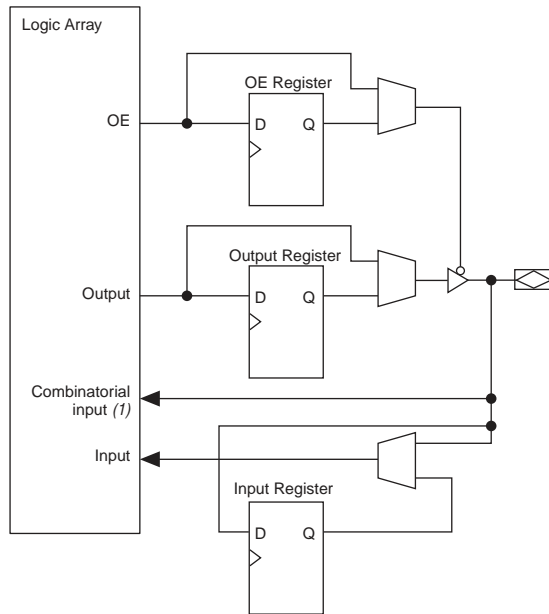 Logic Array
OE Register
OE
D
Q
Output Register
Output
D
Q
Combinatorial
input (1)
Input
Input Register
D
Q